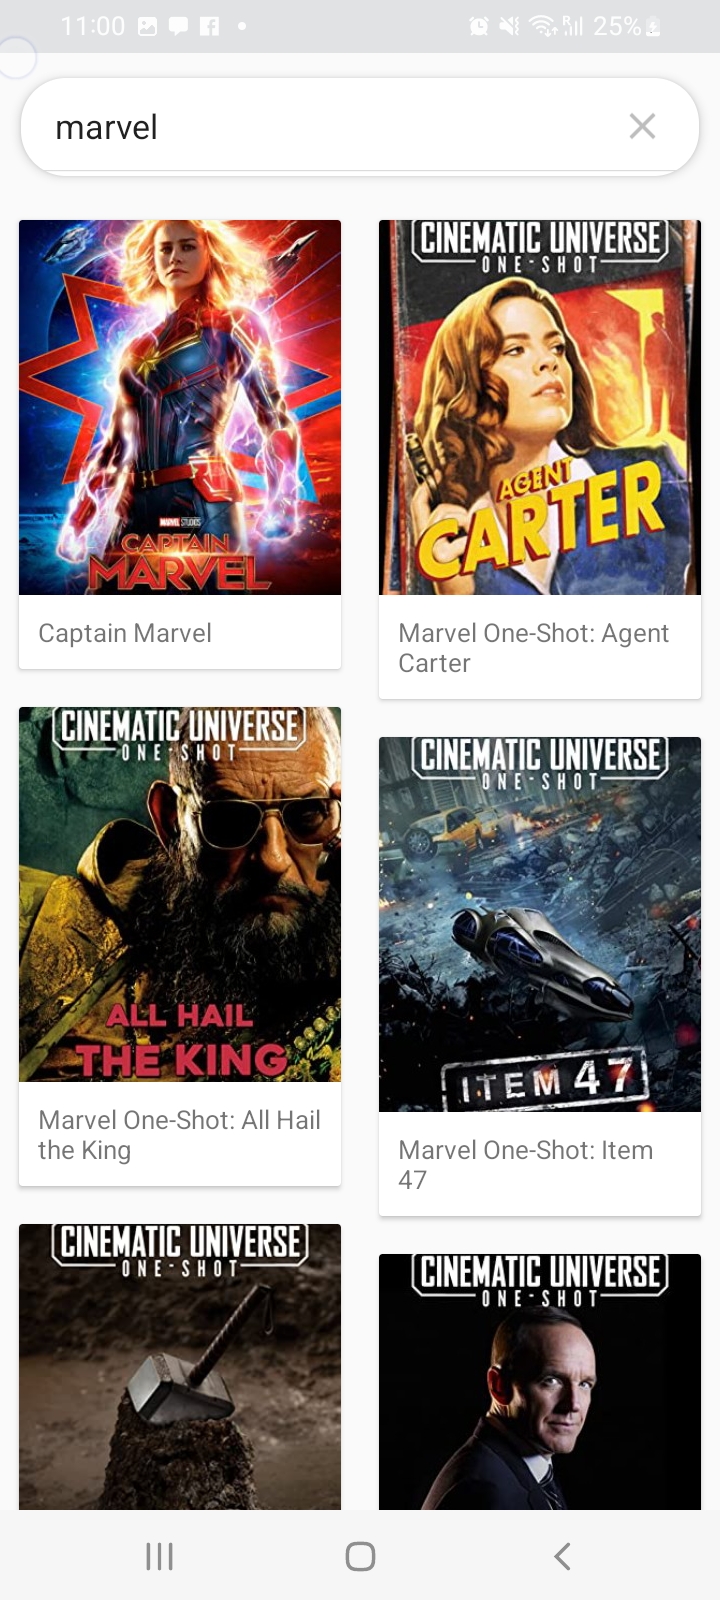 11:00
R
25%
marvel
MARVEL STUDIOS
CAPTAIN
MARVEL
Captain Marvel
CINEMATIC UNIVERSE
ONE-SHOT
AGENT
CARTER
Marvel One-Shot: Agent
Carter
CINEMATIC UNIVERSE
ONE-SHOT
ALL HAIL
THE KING
Marvel One-Shot: All Hail
the King
CINEMATIC UNIVERSE
ONE-SHOT
ITEM 47
Marvel One-Shot: Item
47
CINEMATIC UNIVERSE
ONE-SHOT
CINEMATIC UNIVERSE
ONE-SHOT